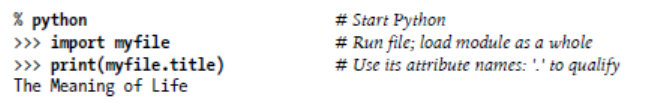 % python # Start Python
>>> import myfile # Run file; load module as a whole
>>> print(myfile.title) # Use its attribute names: '.' to qualify
The Meaning of Life